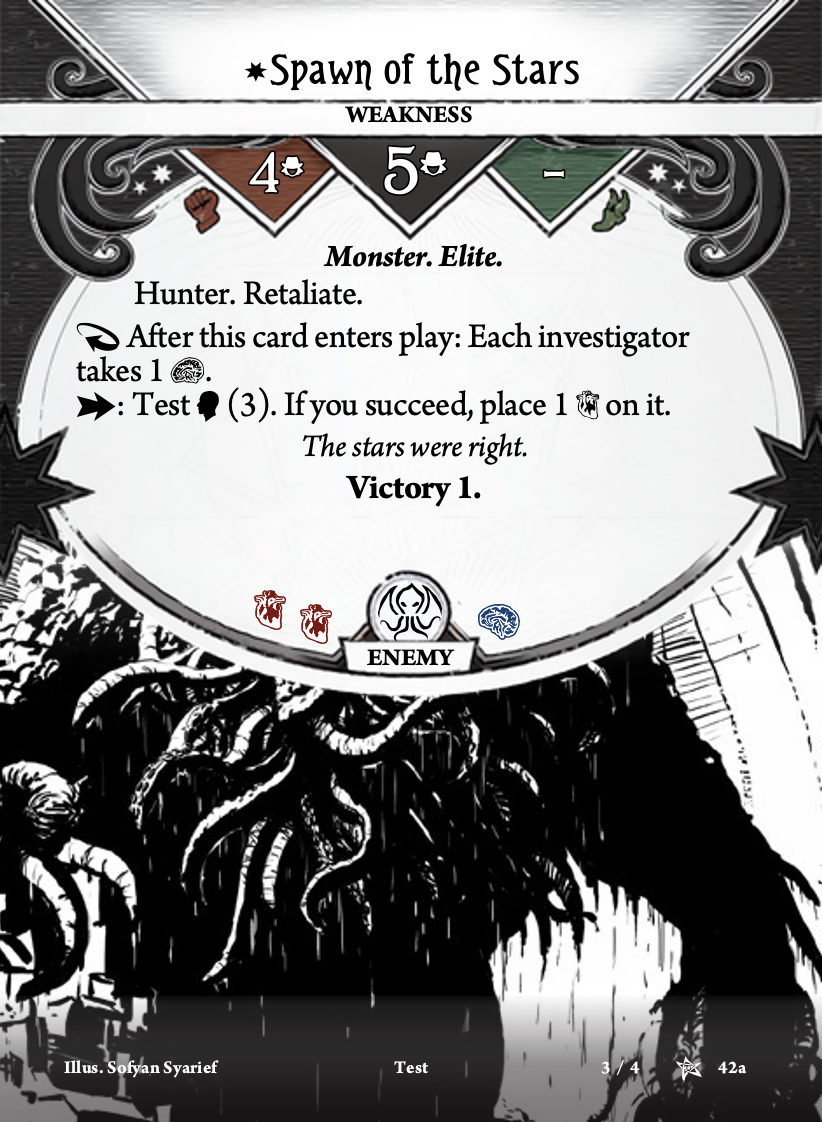 Spawn of the Stars
WEAKNESS
4 5 –
Monster. Elite.
Hunter. Retaliate.
After this card enters play: Each investigator
takes 1 .
: Test (3). If you succeed, place 1 on it.
The stars were right.
Victory 1.
ENEMY
Illus. Sofyan Syarief Test 3 / 4 42a